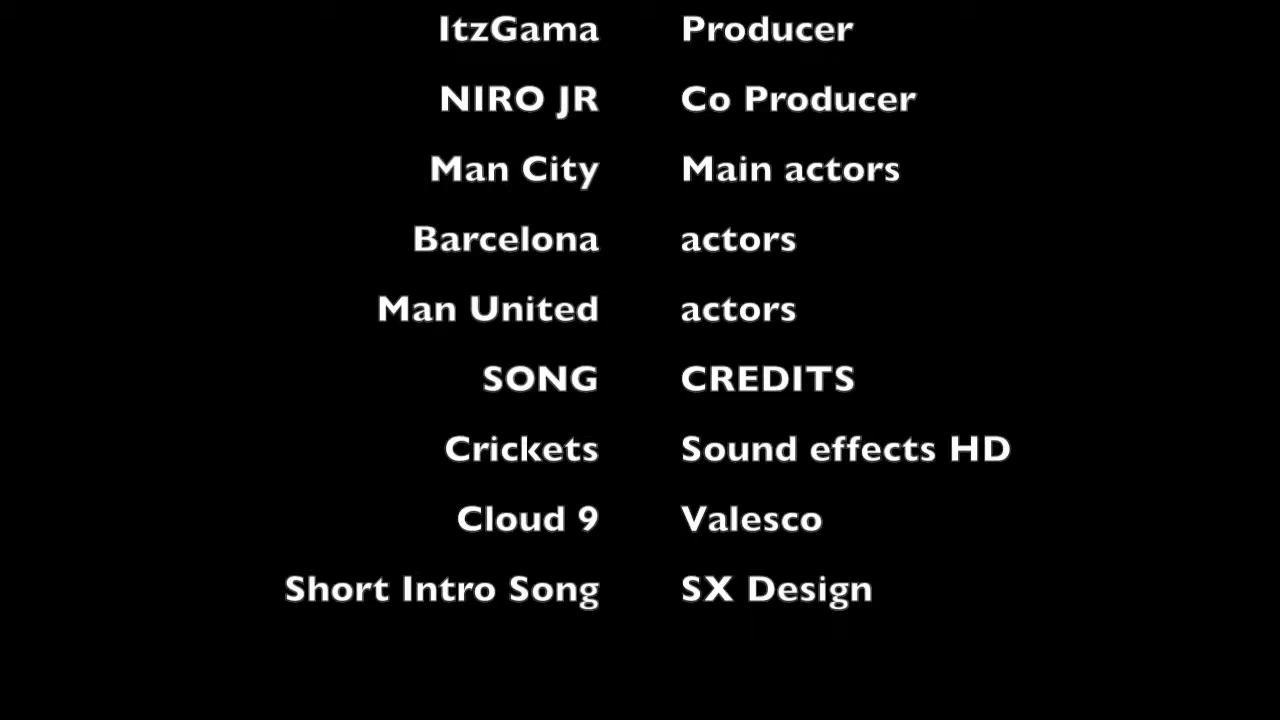 ItzGama Producer
NIRO JR Co Producer
Man City Main actors
Barcelona actors
Man United actors
SONG CREDITS
Crickets Sound effects HD
Cloud 9 Valesco
Short Intro Song SX Design